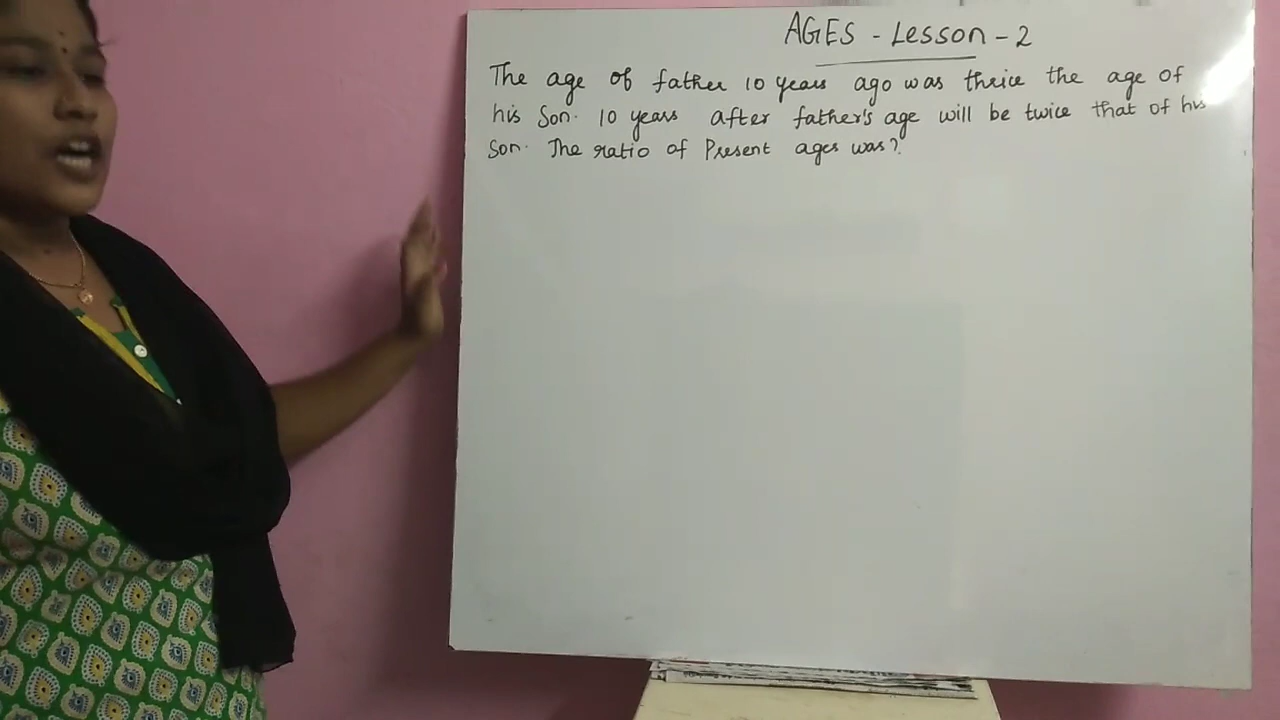 AGES - Lesson - 2
The age of father 10 years ago was thrice the age of
his Son. 10 years after father's age will be twice that of his
Son. The ratio of Present ages was?